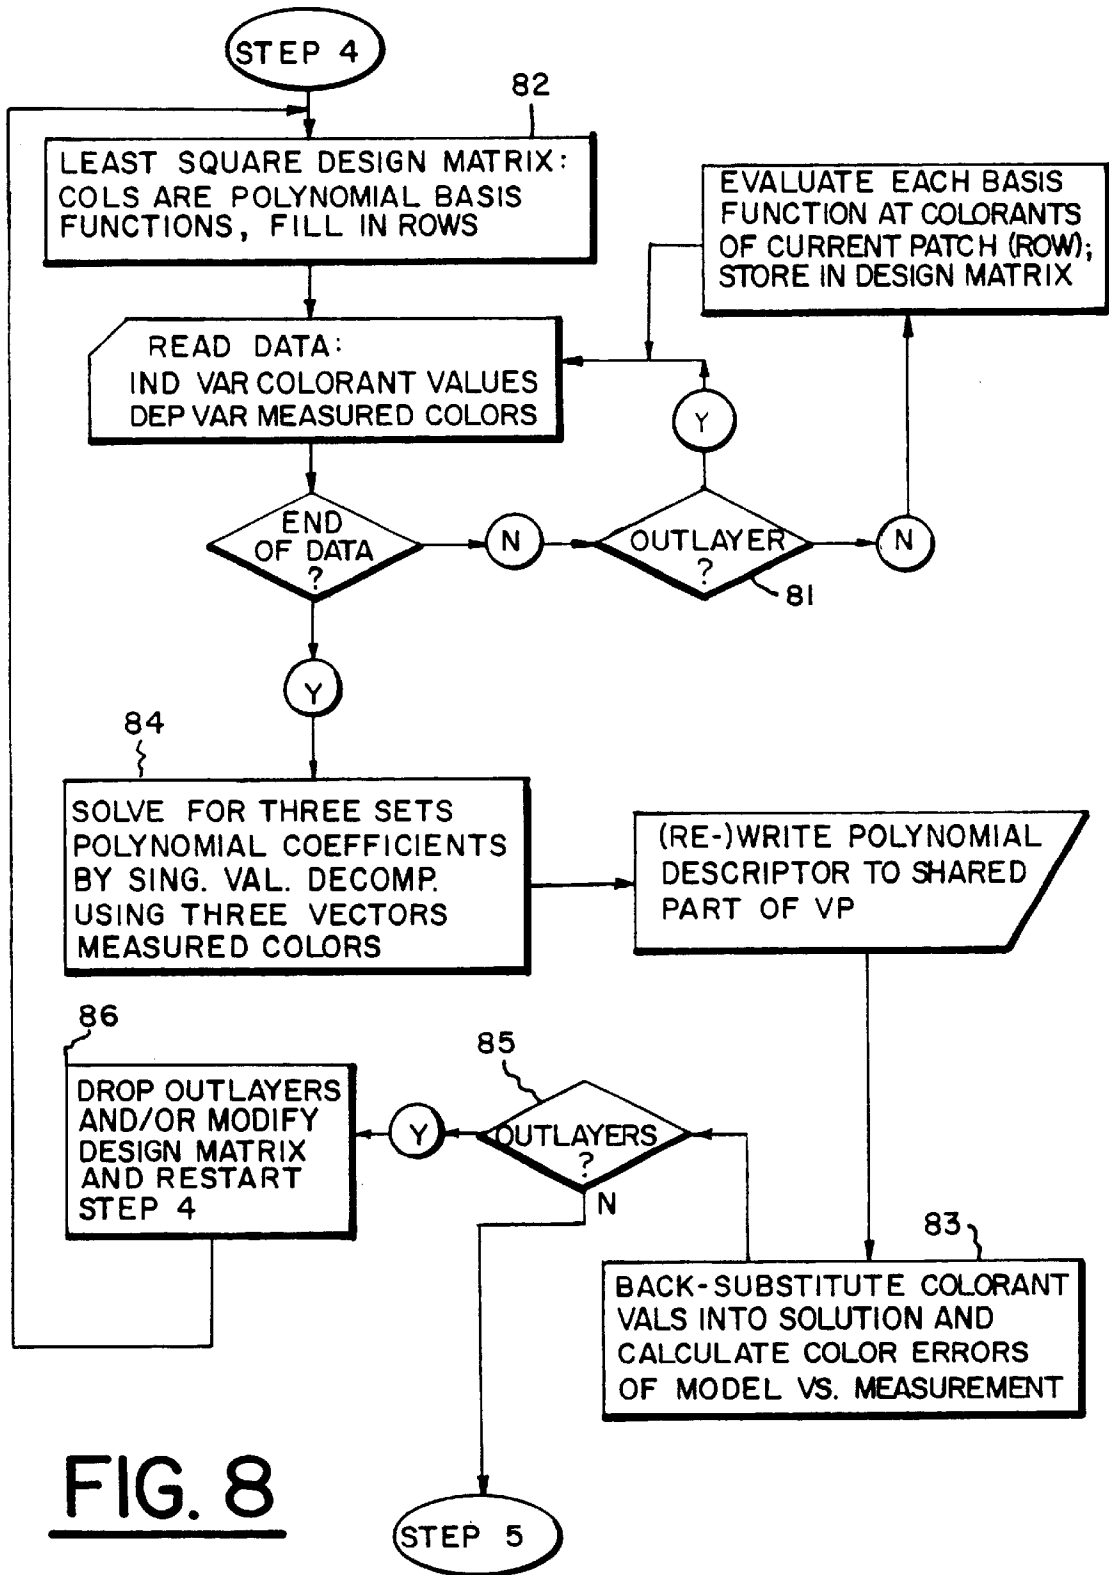 STEP 4
82
LEAST SQUARE DESIGN MATRIX:
COLS ARE POLYNOMIAL BASIS
FUNCTIONS, FILL IN ROWS
EVALUATE EACH BASIS
FUNCTION AT COLORANTS
OF CURRENT PATCH (ROW);
STORE IN DESIGN MATRIX
READ DATA:
IND VAR COLORANT VALUES
DEP VAR MEASURED COLORS
Y
END
OF DATA
?
N
OUTLAYER
?
N
81
Y
84
SOLVE FOR THREE SETS
POLYNOMIAL COEFFICIENTS
BY SING. VAL. DECOMP.
USING THREE VECTORS
MEASURED COLORS
(RE-)WRITE POLYNOMIAL
DESCRIPTOR TO SHARED
PART OF VP
86
DROP OUTLAYERS
AND/OR MODIFY
DESIGN MATRIX
AND RESTART
STEP 4
Y
85
OUTLAYERS
?
N
83
BACK-SUBSTITUTE COLORANT
VALS INTO SOLUTION AND
CALCULATE COLOR ERRORS
OF MODEL VS. MEASUREMENT
FIG. 8
STEP 5